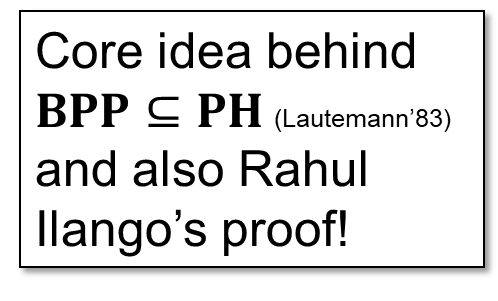 Core idea behind
BPP ⊆ PH (Lautemann’83)
and also Rahul
Ilango’s proof!